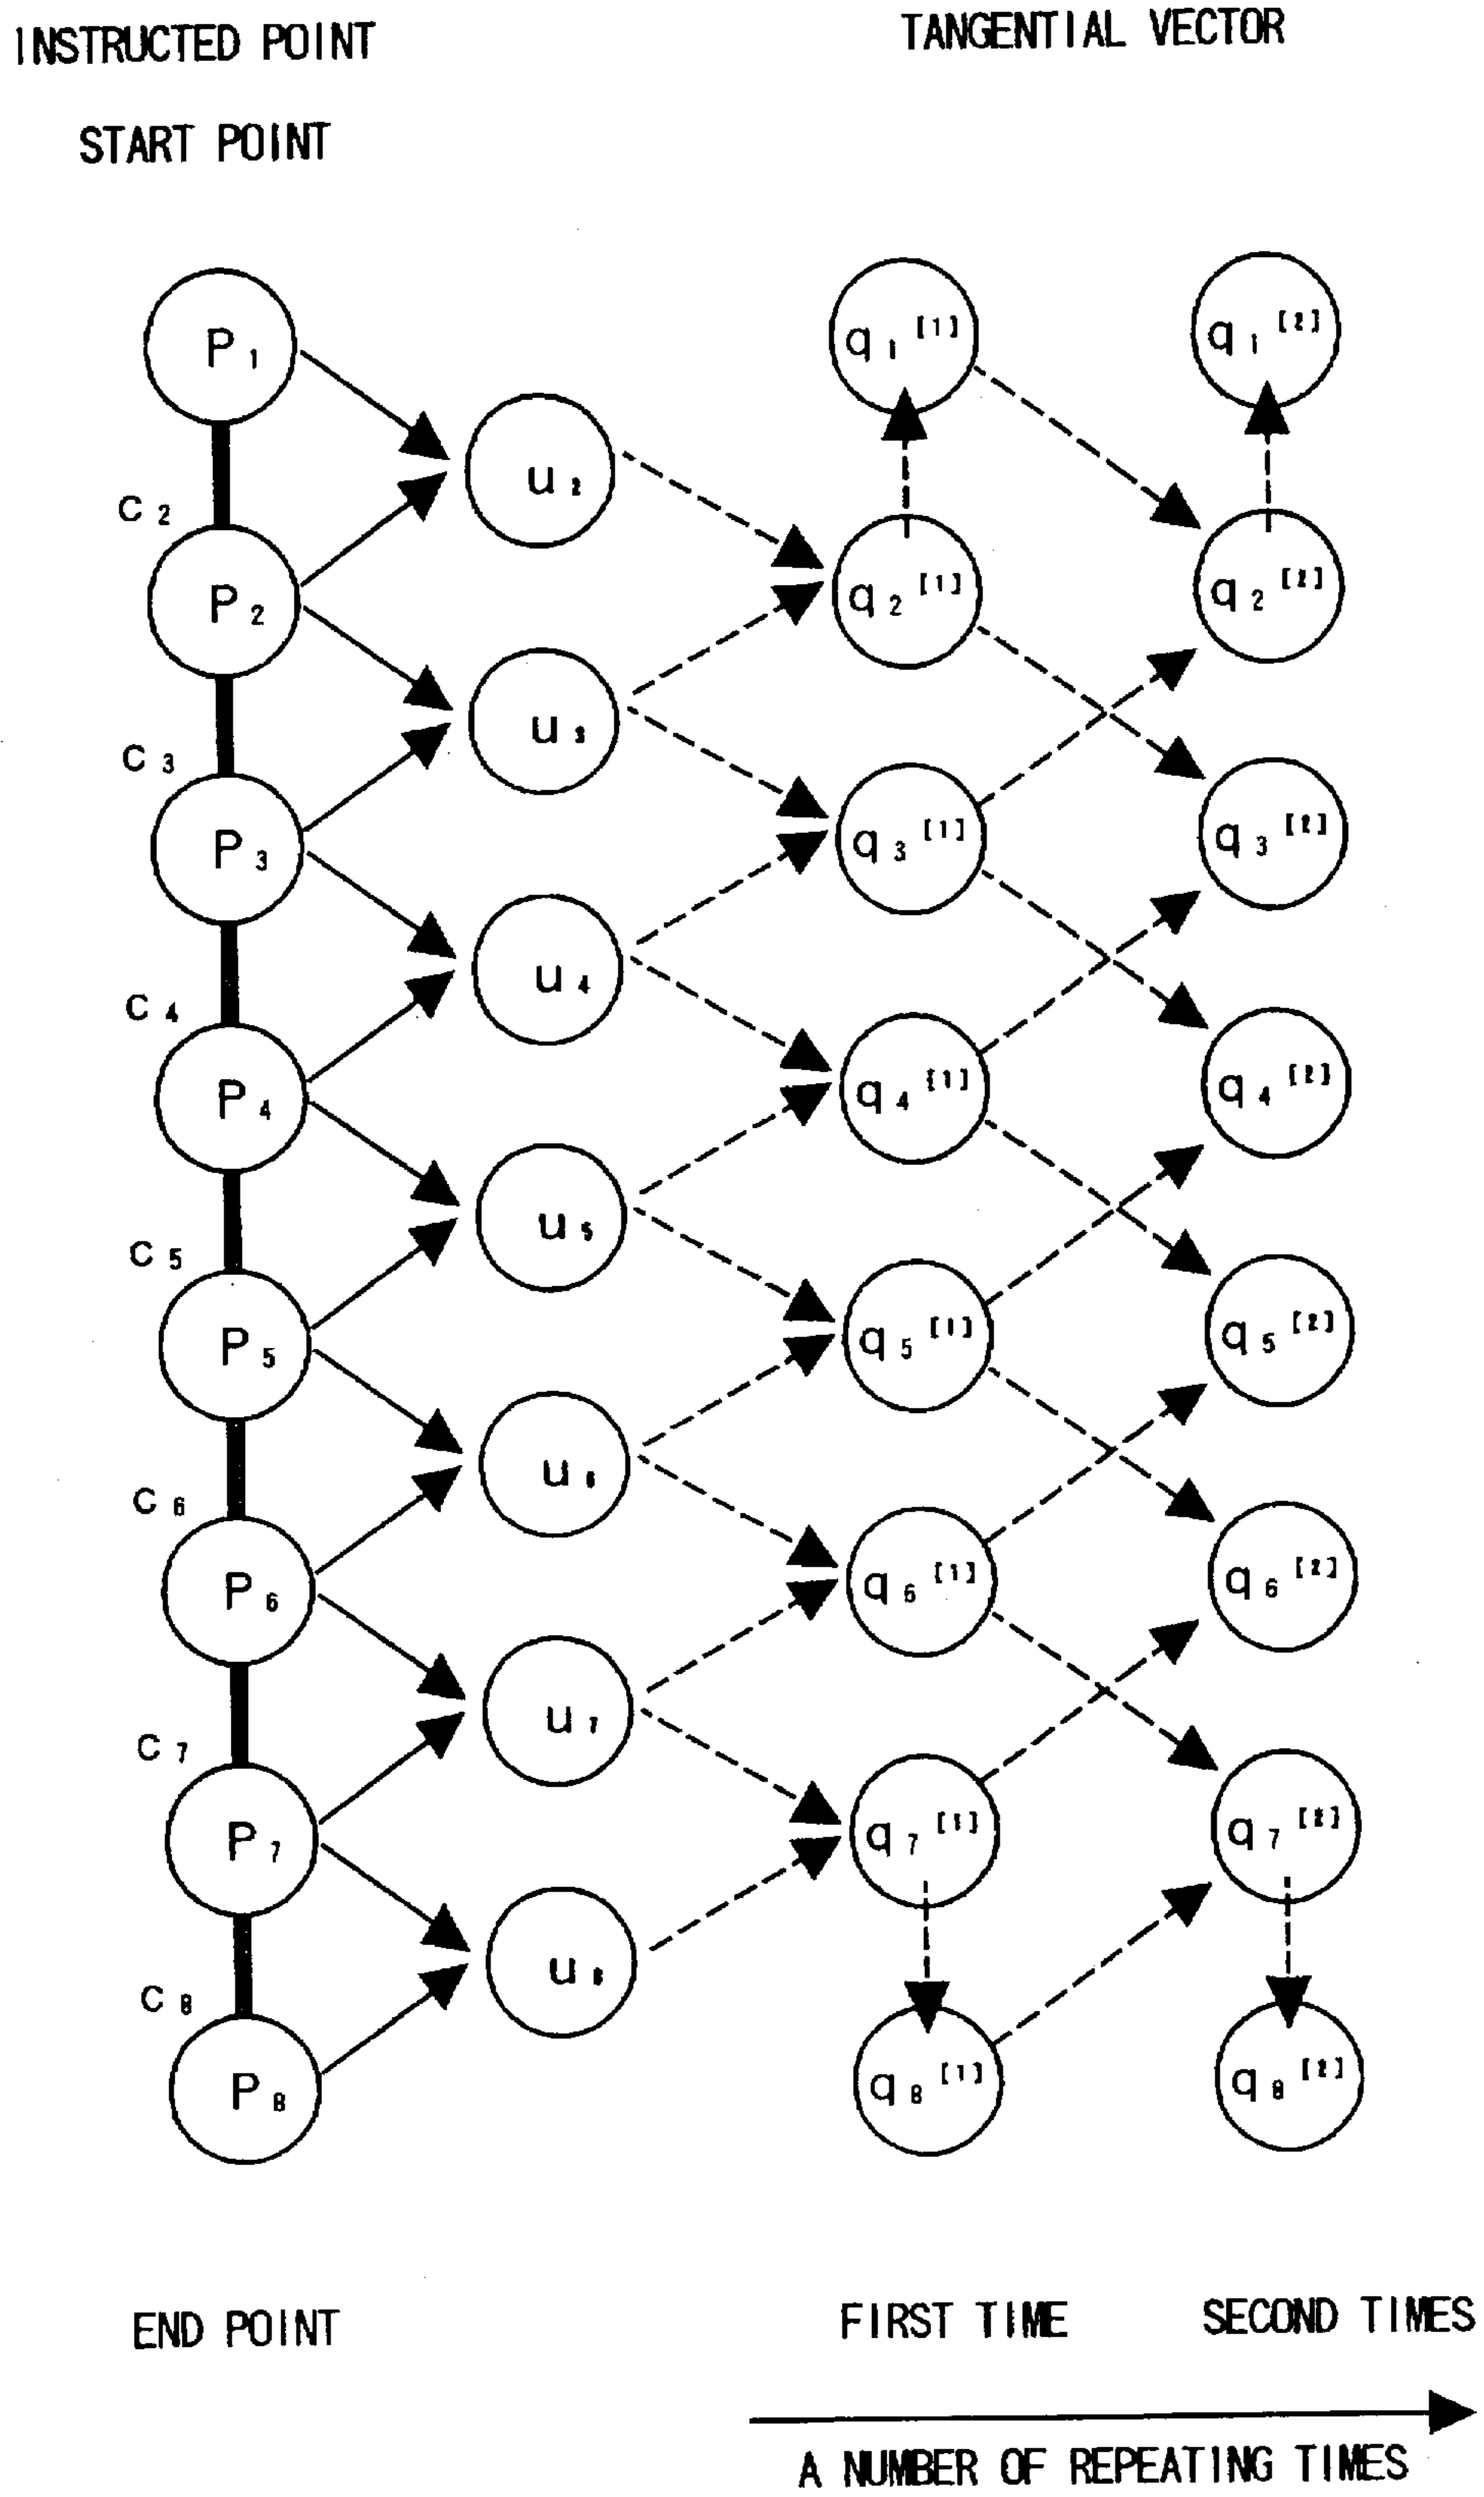 INSTRUCTED POINT
TANGENTIAL VECTOR
START POINT
P1
q1[1]
q1[2]
u2
C2
P2
q2[1]
q2[2]
u3
C3
P3
q3[1]
q3[2]
u4
C4
P4
q4[1]
q4[2]
u5
C5
P5
q5[1]
q5[2]
u6
C6
P6
q6[1]
q6[2]
u7
C7
P7
q7[1]
q7[2]
u8
C8
P8
q8[1]
q8[2]
END POINT
FIRST TIME
SECOND TIMES
A NUMBER OF REPEATING TIMES